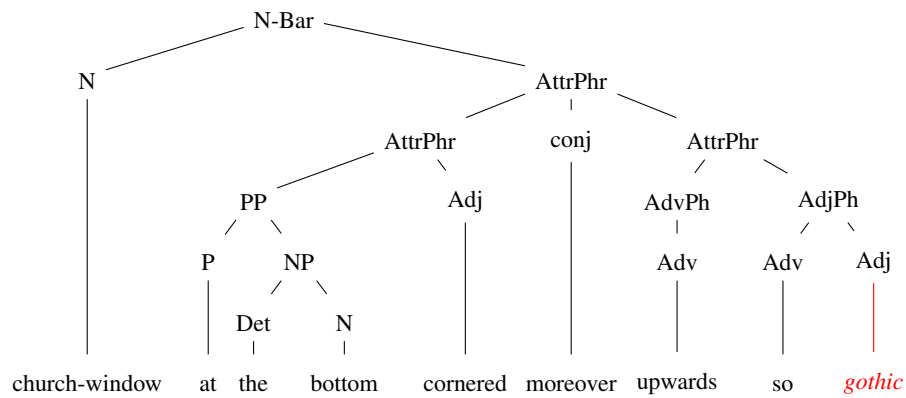 N-Bar
N AttrPhr
AttrPhr conj AttrPhr
PP Adj AdvPh AdjPh
P NP Adv Adv Adj
Det N
church-window at the bottom cornered moreover upwards so gothic